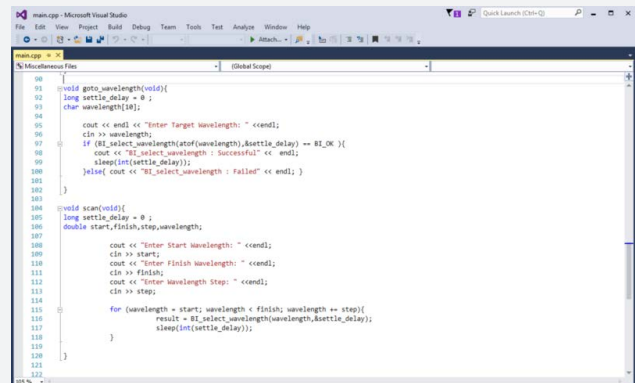 main.cpp - Microsoft Visual Studio
Quick Launch (Ctrl+Q)
File Edit View Project Build Debug Team Tools Test Analyze Window Help
Attach...
main.cpp
Miscellaneous Files (Global Scope)
90
91 void goto_wavelength(void){
92 long settle_delay = 0 ;
93 char wavelength[10];
94
95 cout << endl << "Enter Target Wavelength: " <<endl;
96 cin >> wavelength;
97 if (BI_select_wavelength(atof(wavelength),&settle_delay) == BI_OK ){
98 cout << "BI_select_wavelength : Successful" << endl;
99 sleep(int(settle_delay));
100 }else{ cout << "BI_select_wavelength : Failed" << endl; }
101
102 }
103
104 void scan(void){
105 long settle_delay = 0 ;
106 double start,finish,step,wavelength;
107
108 cout << "Enter Start Wavelength: " <<endl;
109 cin >> start;
110 cout << "Enter Finish Wavelength: " <<endl;
111 cin >> finish;
112 cout << "Enter Wavelength Step: " <<endl;
113 cin >> step;
114
115 for (wavelength = start; wavelength < finish; wavelength += step){
116 result = BI_select_wavelength(wavelength,&settle_delay);
117 sleep(int(settle_delay));
118 }
119
120 }
121
122
105 %